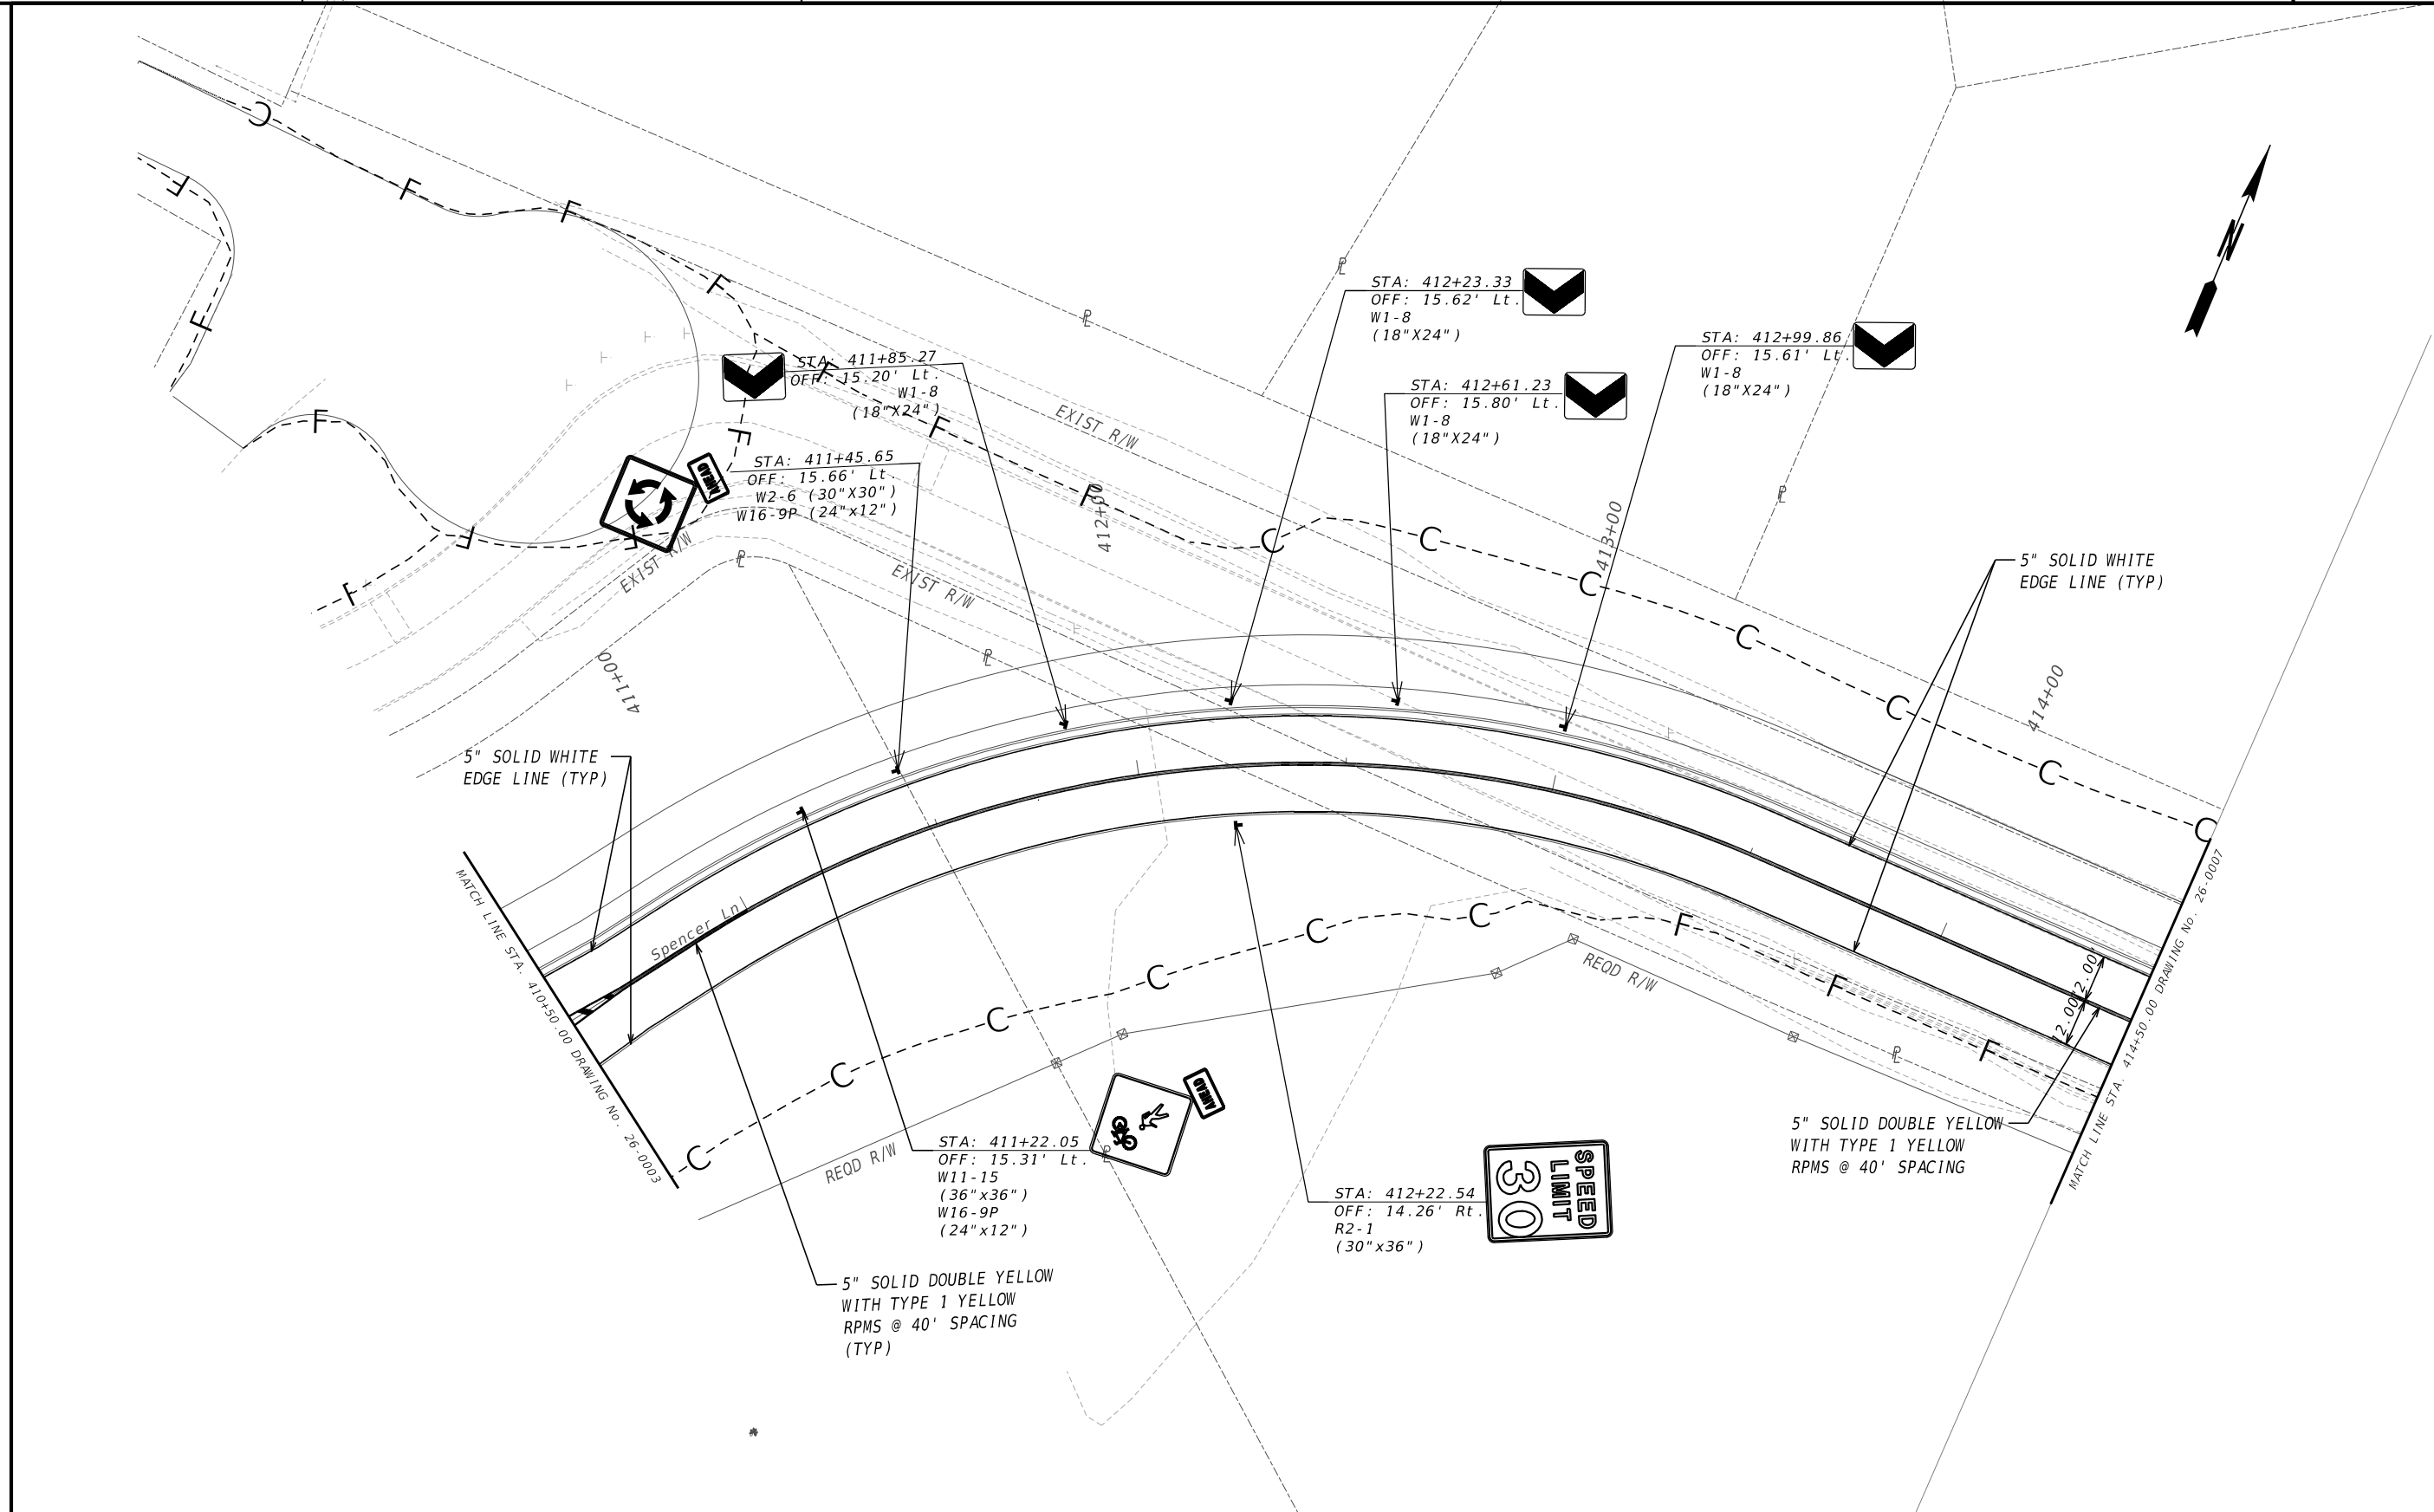 STA: 412+23.33
OFF: 15.62' Lt.
W1-8
(18"X24")
STA: 412+99.86
OFF: 15.61' Lt.
W1-8
(18"X24")
STA: 411+85.27
OFF: 15.20' Lt.
W1-8
(18"X24")
STA: 412+61.23
OFF: 15.80' Lt.
W1-8
(18"X24")
STA: 411+45.65
OFF: 15.66' Lt.
W2-6 (30"X30")
W16-9P (24"x12")
AHEAD
N
EXIST R/W
EXIST R/W
EXIST R/W
411+00
412+00
413+00
414+00
5" SOLID WHITE
EDGE LINE (TYP)
5" SOLID WHITE
EDGE LINE (TYP)
Spencer Ln
MATCH LINE STA. 410+50.00 DRAWING No. 26-0003
MATCH LINE STA. 414+50.00 DRAWING No. 26-0007
REQD R/W
REQD R/W
STA: 411+22.05
OFF: 15.31' Lt.
W11-15
(36"x36")
W16-9P
(24"x12")
AHEAD
STA: 412+22.54
OFF: 14.26' Rt.
R2-1
(30"x36")
SPEED
LIMIT
30
5" SOLID DOUBLE YELLOW
WITH TYPE 1 YELLOW
RPMS @ 40' SPACING
5" SOLID DOUBLE YELLOW
WITH TYPE 1 YELLOW
RPMS @ 40' SPACING
(TYP)
C
F
F
F
F
F
F
F
F
F
F
F
F
F
F
C
C
C
C
C
C
C
C
C
C
C
C
C
F
F
F